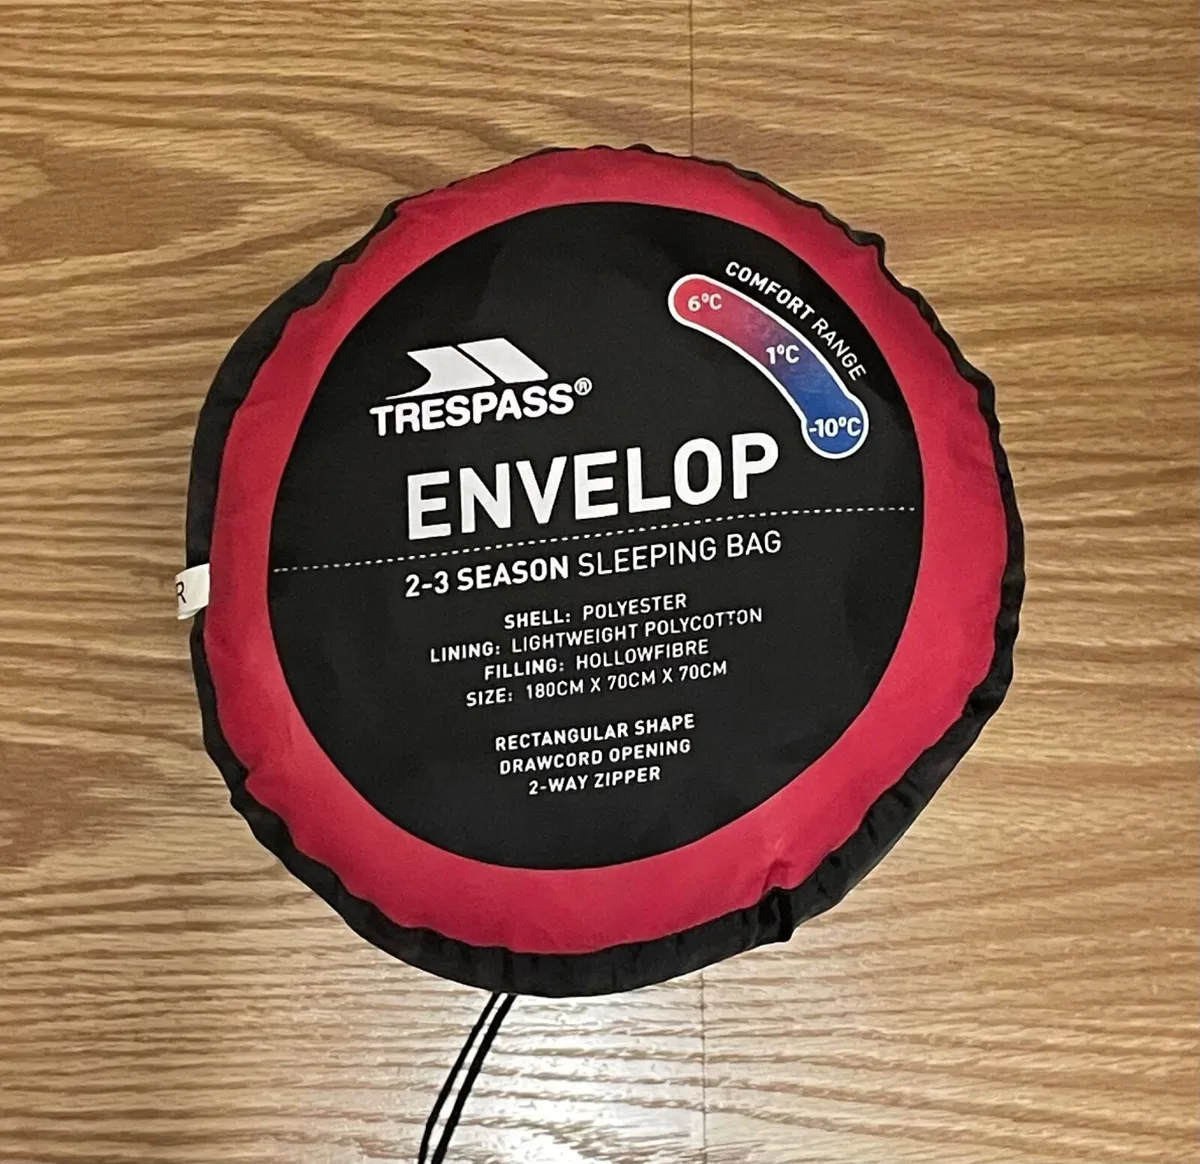 COMFORT RANGE
6°C
1°C
-10°C
TRESPASS®
ENVELOP
2-3 SEASON SLEEPING BAG
SHELL: POLYESTER
LINING: LIGHTWEIGHT POLYCOTTON
FILLING: HOLLOWFIBRE
SIZE: 180CM X 70CM X 70CM
RECTANGULAR SHAPE
DRAWCORD OPENING
2-WAY ZIPPER